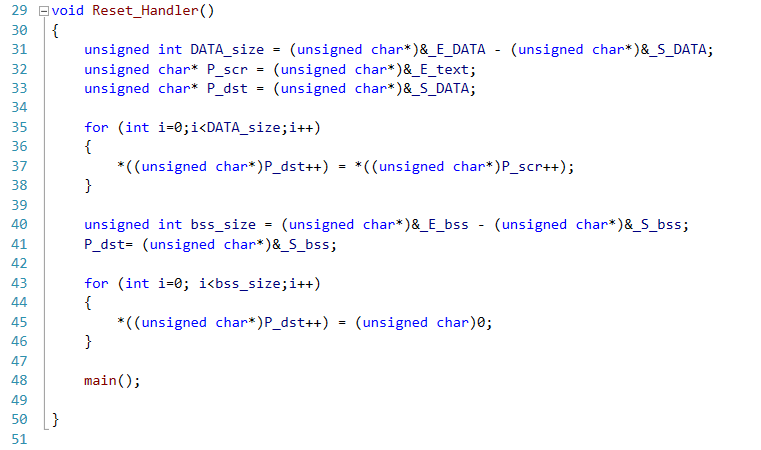 29 void Reset_Handler()
30 {
31 unsigned int DATA_size = (unsigned char*)&_E_DATA - (unsigned char*)&_S_DATA;
32 unsigned char* P_scr = (unsigned char*)&_E_text;
33 unsigned char* P_dst = (unsigned char*)&_S_DATA;
34
35 for (int i=0;i<DATA_size;i++)
36 {
37 *((unsigned char*)P_dst++) = *((unsigned char*)P_scr++);
38 }
39
40 unsigned int bss_size = (unsigned char*)&_E_bss - (unsigned char*)&_S_bss;
41 P_dst= (unsigned char*)&_S_bss;
42
43 for (int i=0; i<bss_size;i++)
44 {
45 *((unsigned char*)P_dst++) = (unsigned char)0;
46 }
47
48 main();
49
50 }
51